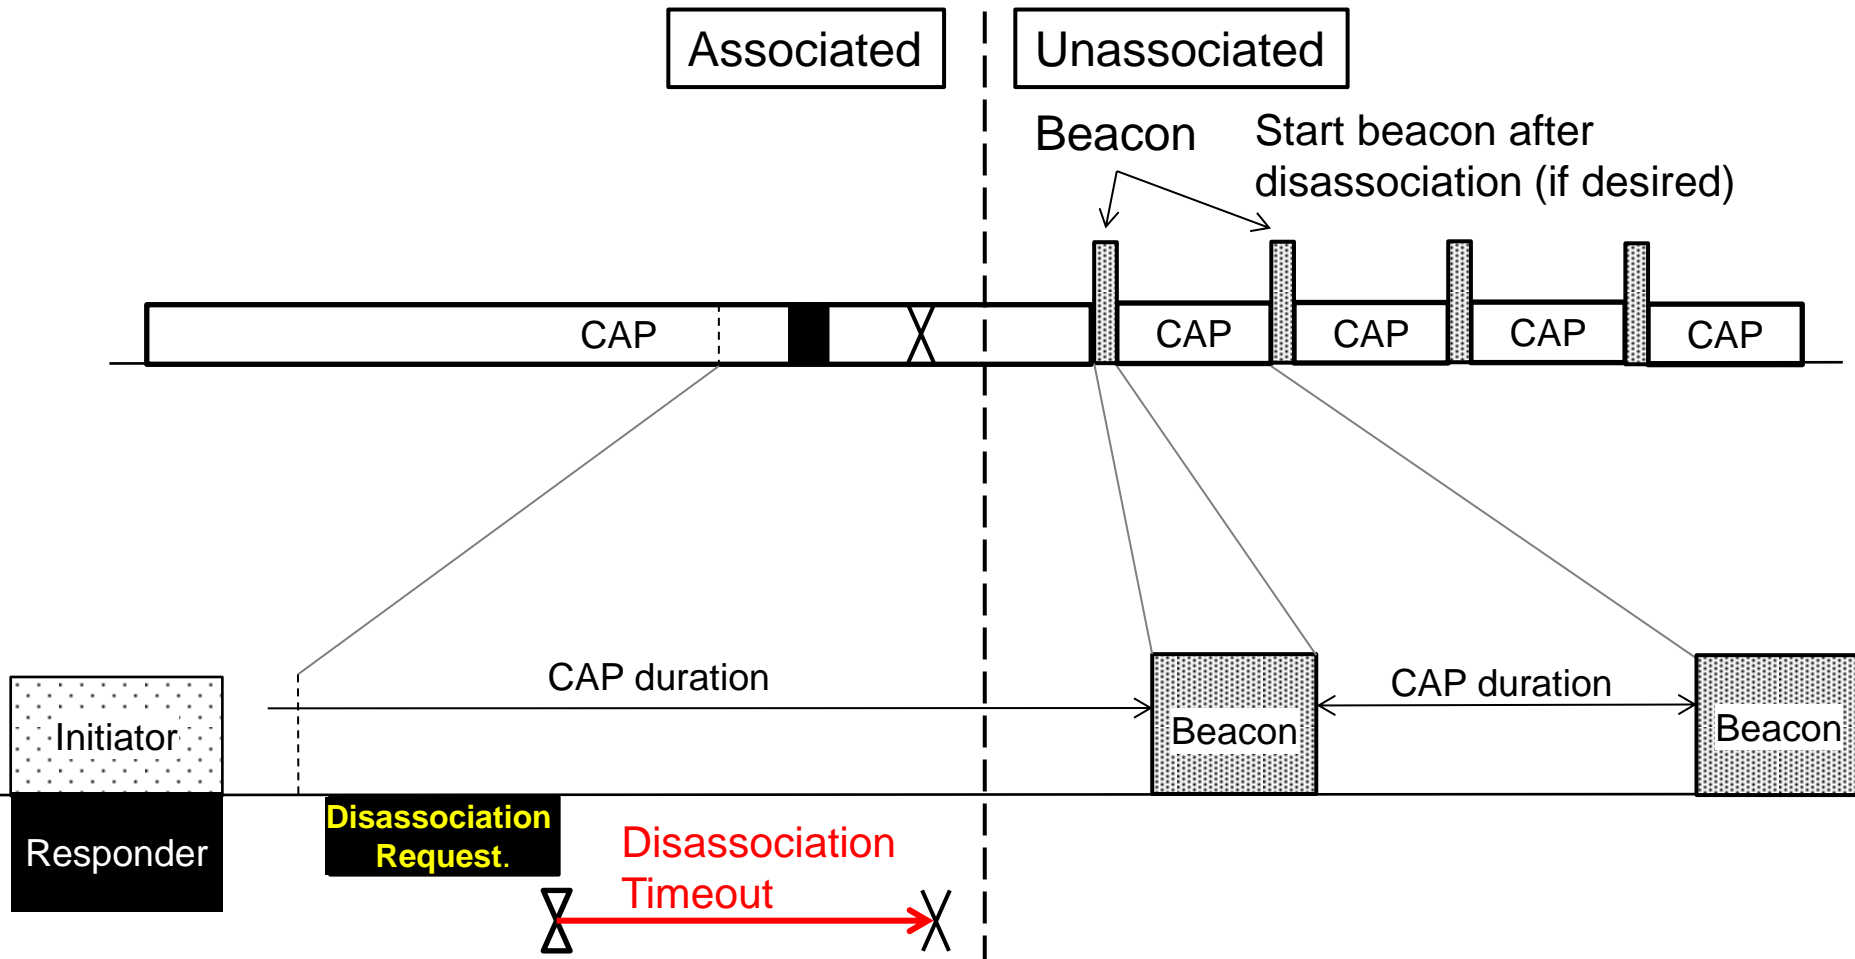 Associated
Unassociated
Beacon
Start beacon after
disassociation (if desired)
CAP
CAP
CAP
CAP
CAP
CAP duration
CAP duration
Initiator
Beacon
Beacon
Responder
Disassociation
Request.
Disassociation
Timeout